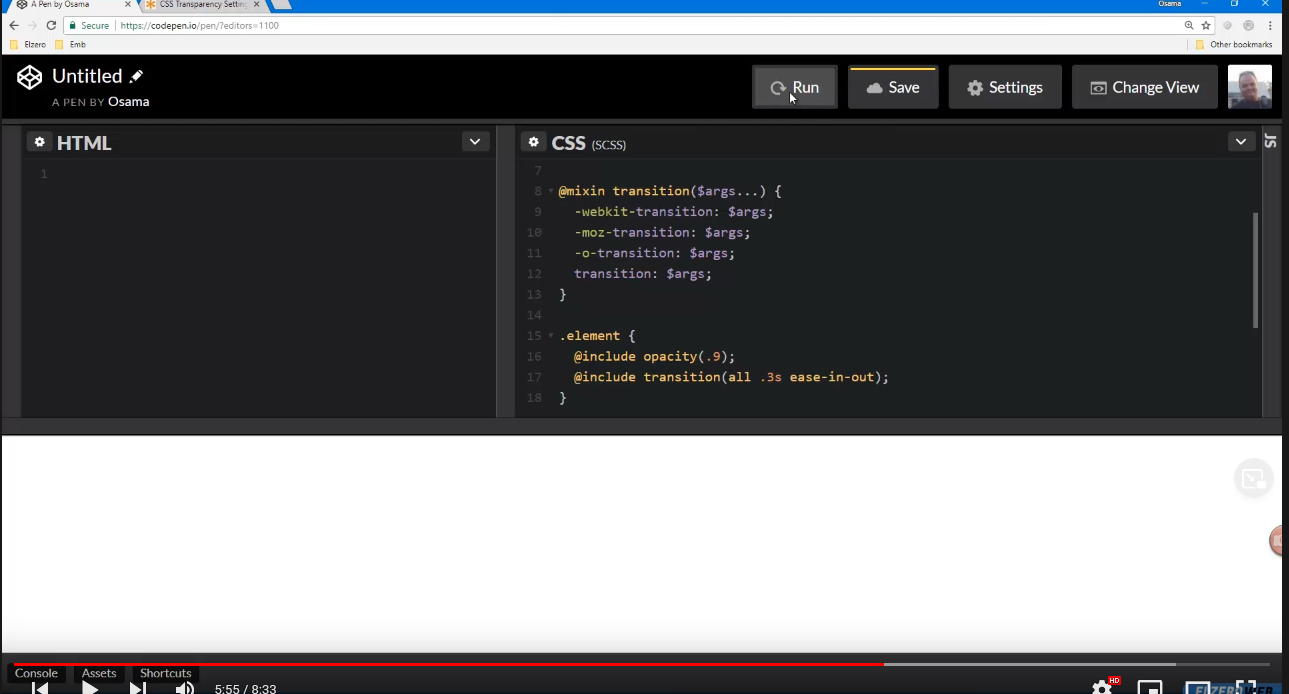 A Pen by Osama
CSS Transparency Setting
Osama
Secure
https://codepen.io/pen/?editors=1100
Elzero
Emb
Other bookmarks
Untitled
A PEN BY Osama
Run
Save
Settings
Change View
HTML
1
CSS (SCSS)
JS
7
8 @mixin transition($args...) {
9 -webkit-transition: $args;
10 -moz-transition: $args;
11 -o-transition: $args;
12 transition: $args;
13 }
14
15 .element {
16 @include opacity(.9);
17 @include transition(all .3s ease-in-out);
18 }
Console
Assets
Shortcuts
5:55 / 8:33
HD